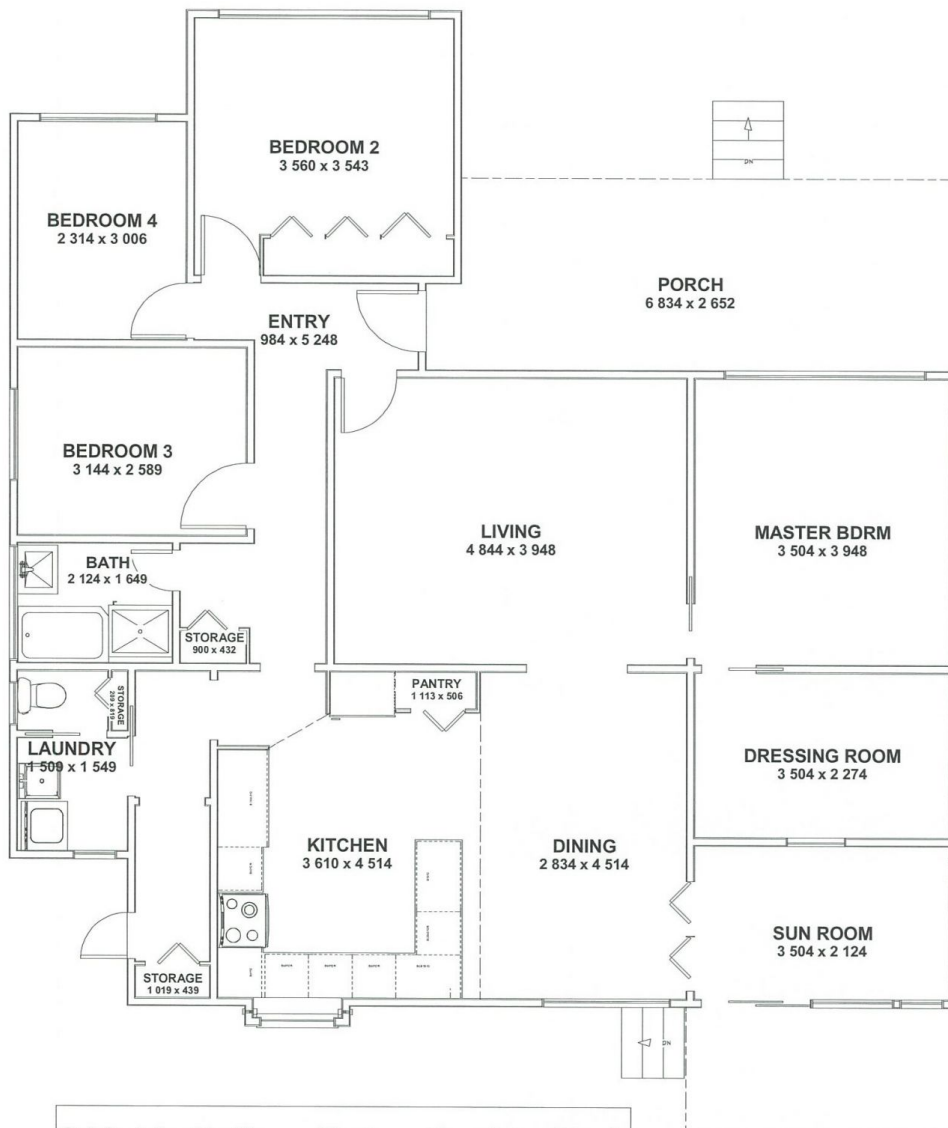 BEDROOM 2
3 560 x 3 543
BEDROOM 4
2 314 x 3 006
DN
PORCH
6 834 x 2 652
ENTRY
984 x 5 248
BEDROOM 3
3 144 x 2 589
LIVING
4 844 x 3 948
MASTER BDRM
3 504 x 3 948
BATH
2 124 x 1 649
STORAGE
900 x 432
PANTRY
1 113 x 506
STORAGE
LAUNDRY
1 509 x 1 549
DRESSING ROOM
3 504 x 2 274
KITCHEN
3 610 x 4 514
DINING
2 834 x 4 514
SUN ROOM
3 504 x 2 124
STORAGE
1 019 x 439
DN